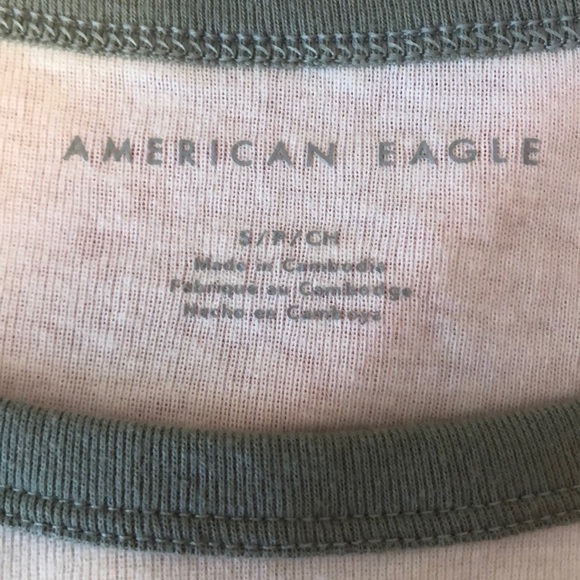 AMERICAN EAGLE
S/P/CH
Made in Cambodia
Fabriqué au Cambodge
Hecho en Camboya